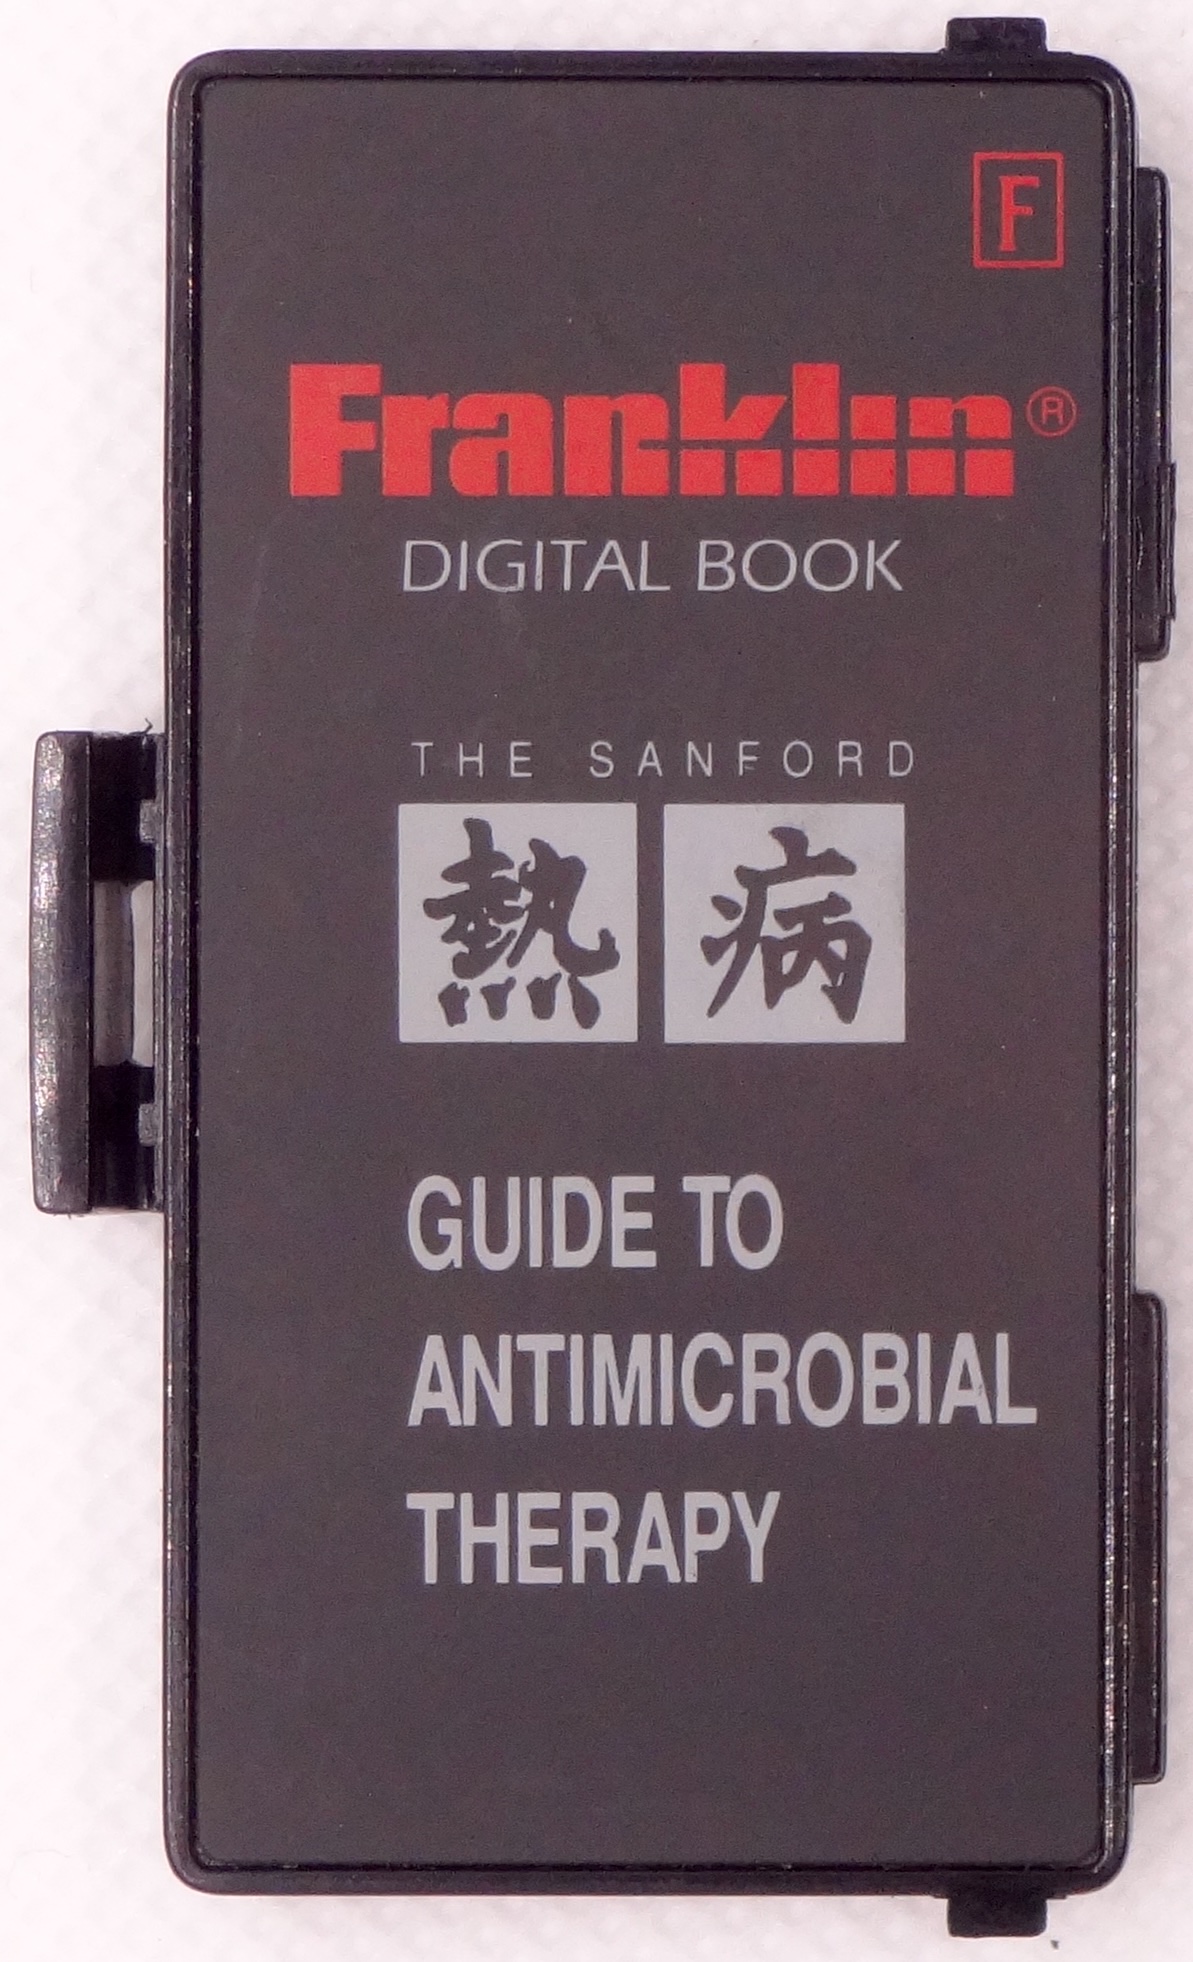 F
Franklin®
DIGITAL BOOK
THE SANFORD
熱病
GUIDE TO
ANTIMICROBIAL
THERAPY